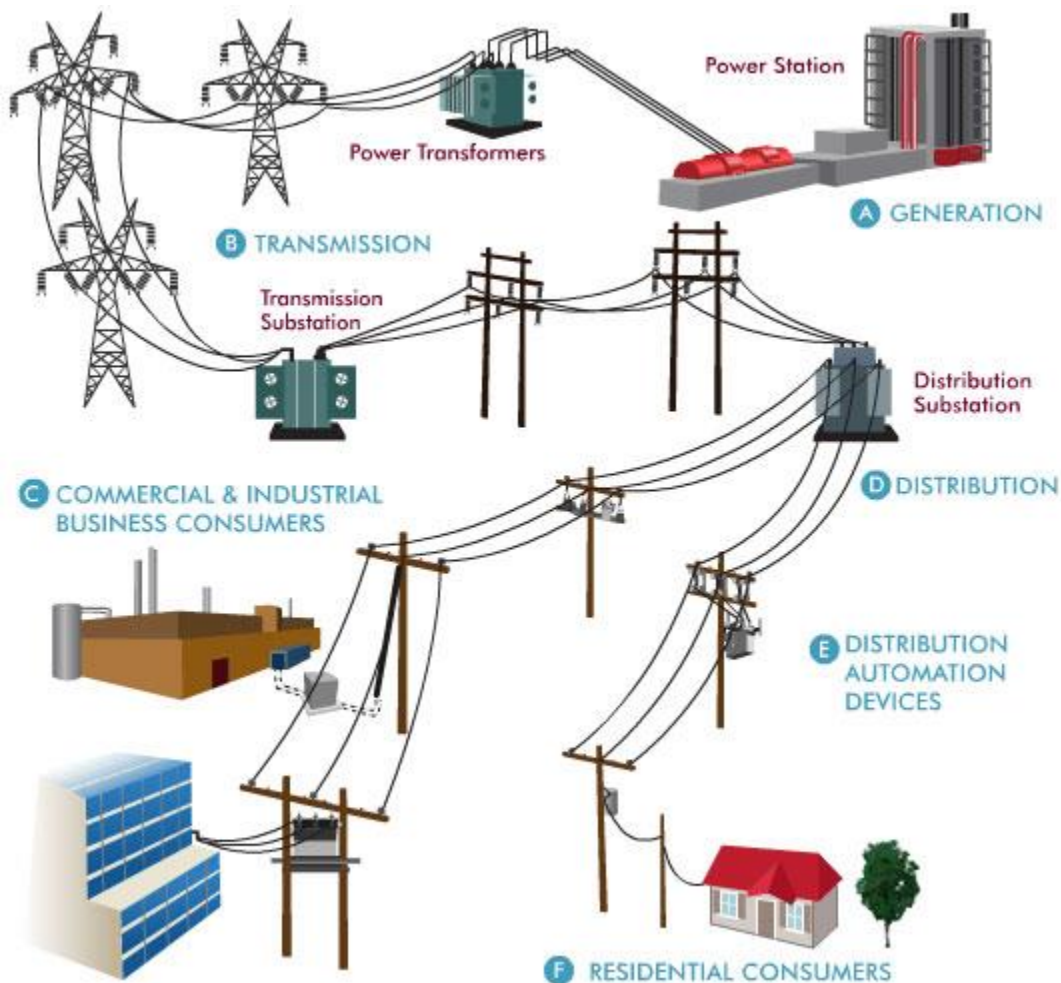 Power Station
Power Transformers
A GENERATION
B TRANSMISSION
Transmission
Substation
Distribution
Substation
C COMMERCIAL & INDUSTRIAL
BUSINESS CONSUMERS
D DISTRIBUTION
E DISTRIBUTION
AUTOMATION
DEVICES
F RESIDENTIAL CONSUMERS